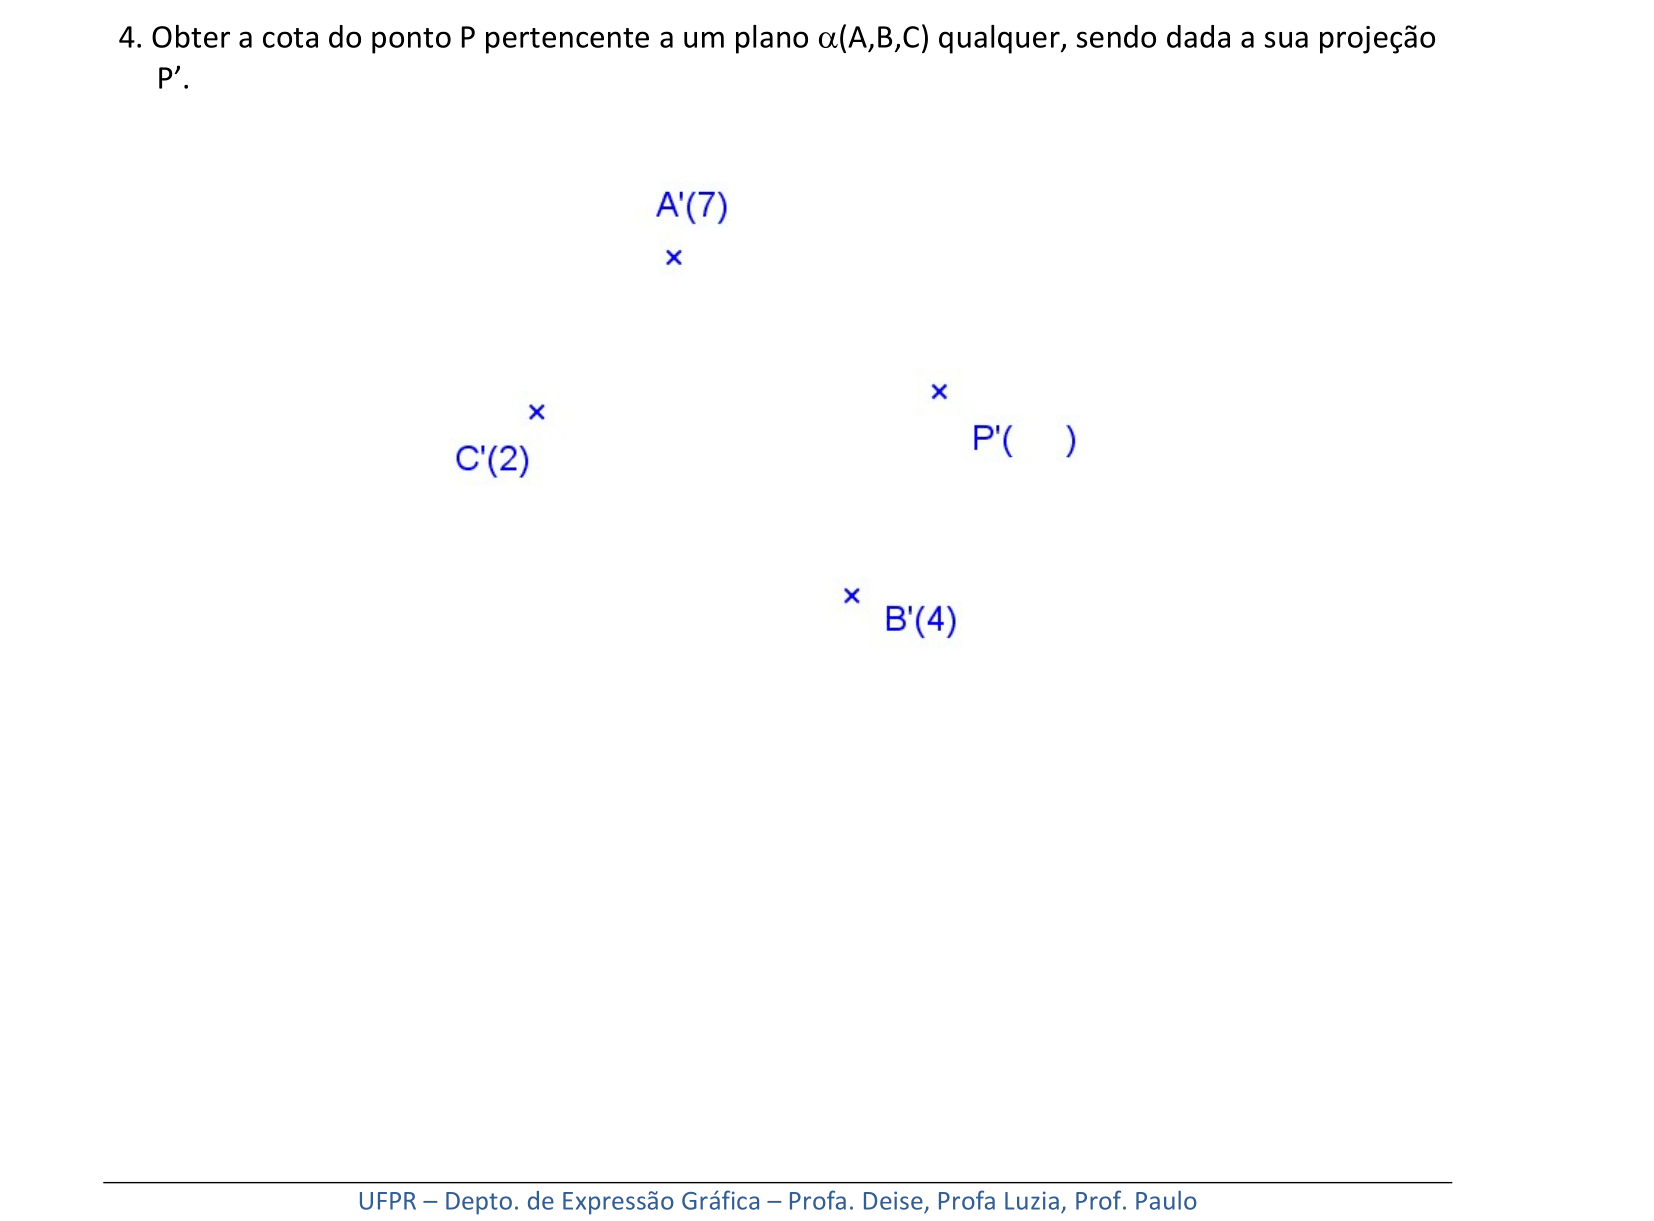 4. Obter a cota do ponto P pertencente a um plano α(A,B,C) qualquer, sendo dada a sua projeção
P’.
A'(7)
C'(2)
P'( )
B'(4)
UFPR – Depto. de Expressão Gráfica – Profa. Deise, Profa Luzia, Prof. Paulo